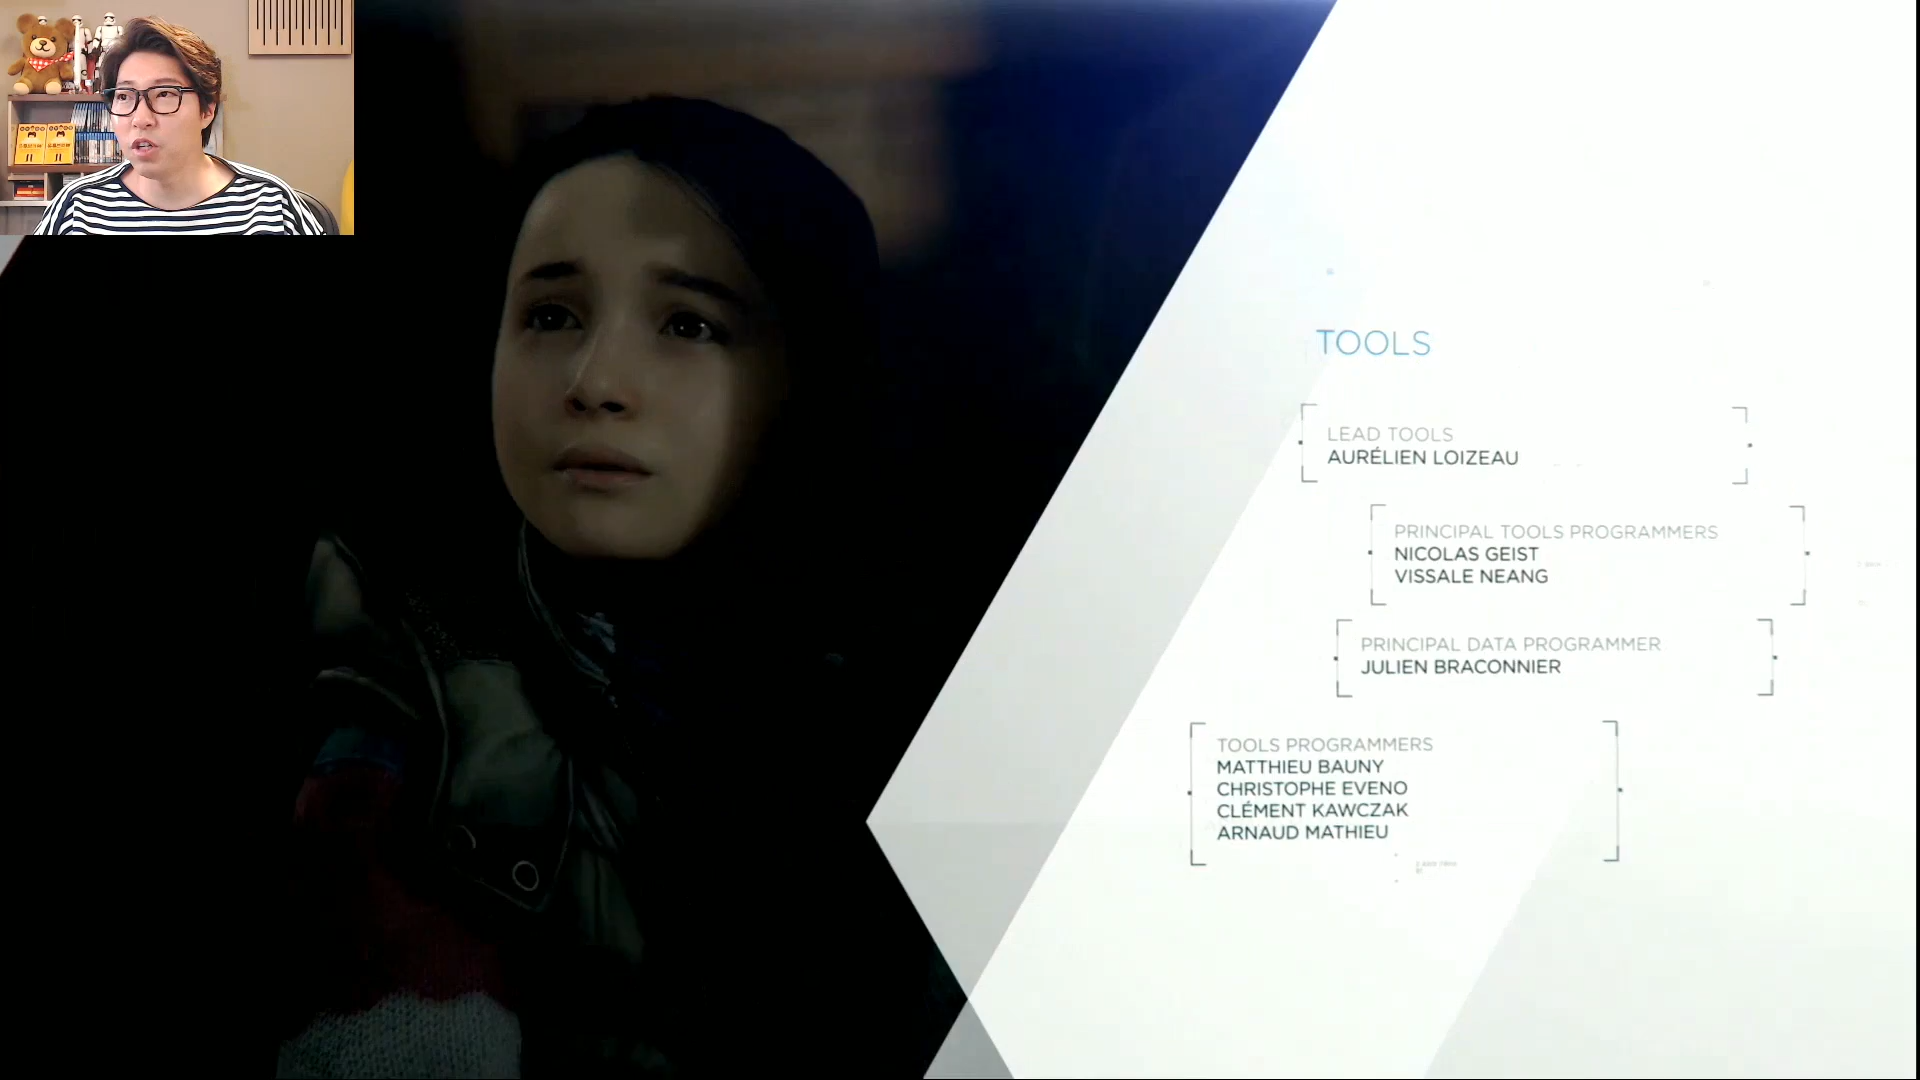 TOOLS
LEAD TOOLS
AURÉLIEN LOIZEAU
PRINCIPAL TOOLS PROGRAMMERS
NICOLAS GEIST
VISSALE NEANG
PRINCIPAL DATA PROGRAMMER
JULIEN BRACONNIER
TOOLS PROGRAMMERS
MATTHIEU BAUNY
CHRISTOPHE EVENO
CLÉMENT KAWCZAK
ARNAUD MATHIEU